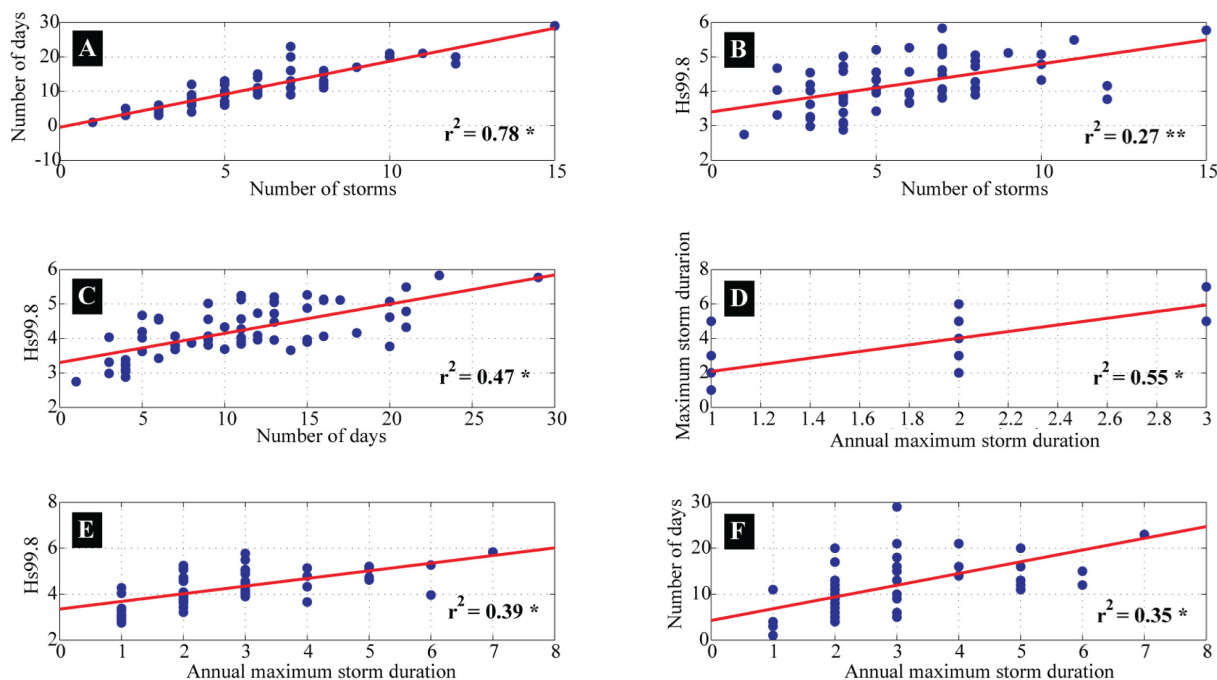 A
Number of days
30
20
10
0
-10
0 5 10 15
Number of storms
r² = 0.78 *
B
Hs99.8
6
5
4
3
2
0 5 10 15
Number of storms
r² = 0.27 **
C
Hs99.8
6
5
4
3
2
0 5 10 15 20 25 30
Number of days
r² = 0.47 *
D
Maximum storm durarion
8
6
4
2
0
1 1.2 1.4 1.6 1.8 2 2.2 2.4 2.6 2.8 3
Annual maximum storm duration
r² = 0.55 *
E
Hs99.8
8
6
4
2
0 1 2 3 4 5 6 7 8
Annual maximum storm duration
r² = 0.39 *
F
Number of days
30
20
10
0
0 1 2 3 4 5 6 7 8
Annual maximum storm duration
r² = 0.35 *